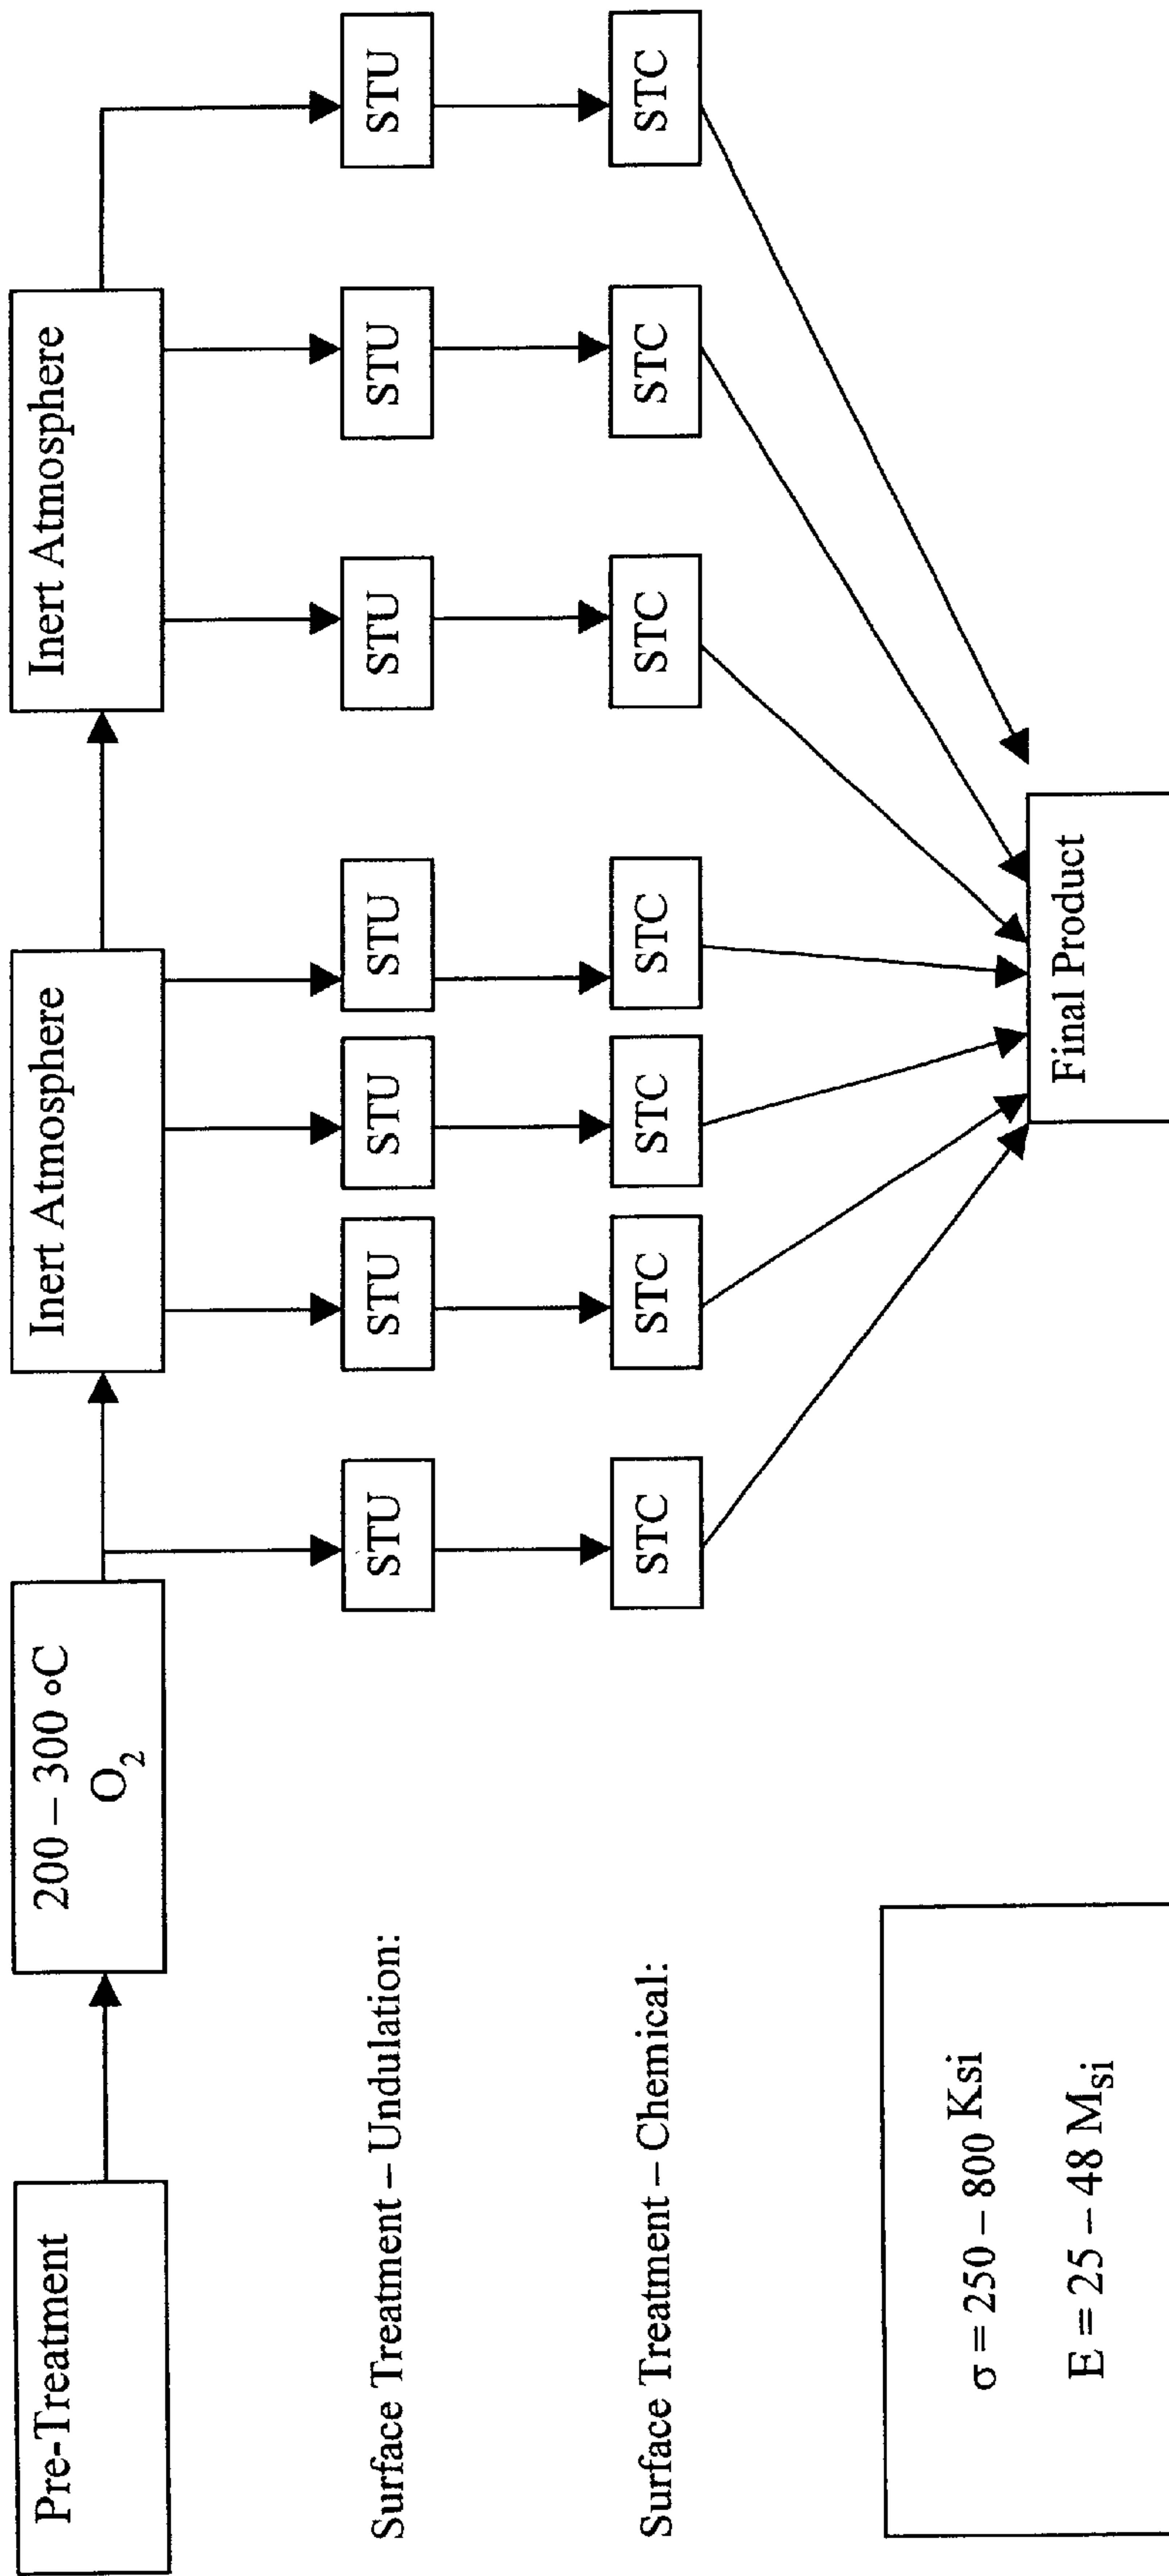 Pre-Treatment
200 – 300 °C
O₂
Inert Atmosphere
Inert Atmosphere
Surface Treatment – Undulation:
STU
STU
STU
STU
STU
STU
STU
Surface Treatment – Chemical:
STC
STC
STC
STC
STC
STC
STC
σ = 250 – 800 Ksi
E = 25 – 48 Msi
Final Product